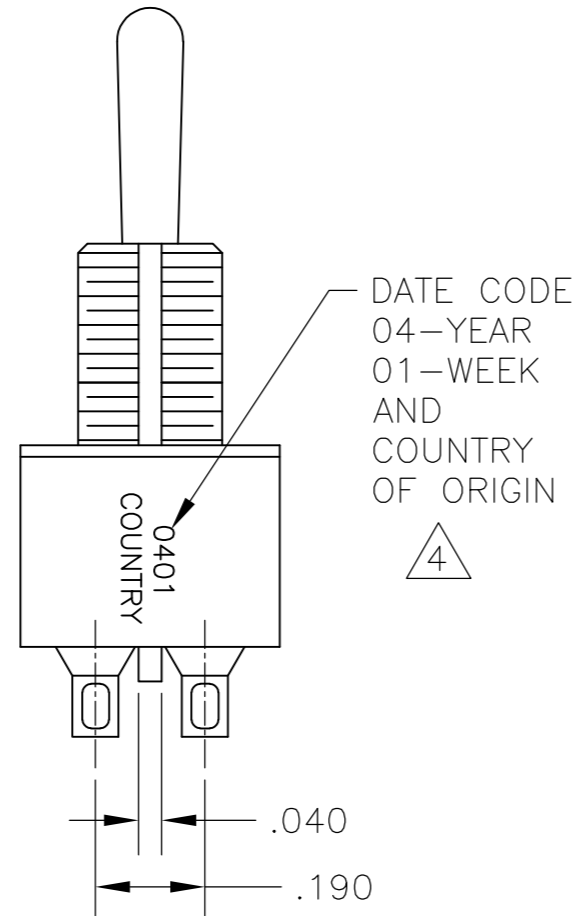 DATE CODE
04-YEAR
01-WEEK
AND
COUNTRY
OF ORIGIN
4
0401
COUNTRY
.040
.190